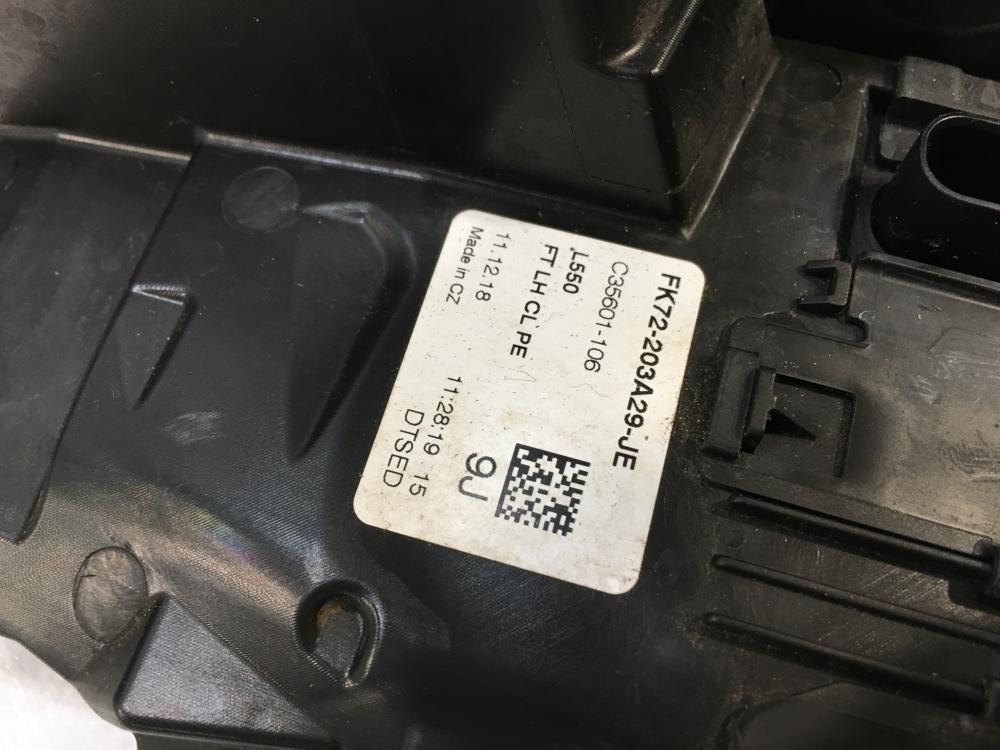 FK72-203A29-JE
C35601-106
L550
FT LH CL PE
11.12.18 11:28:19 15
Made in CZ DTSED
9J